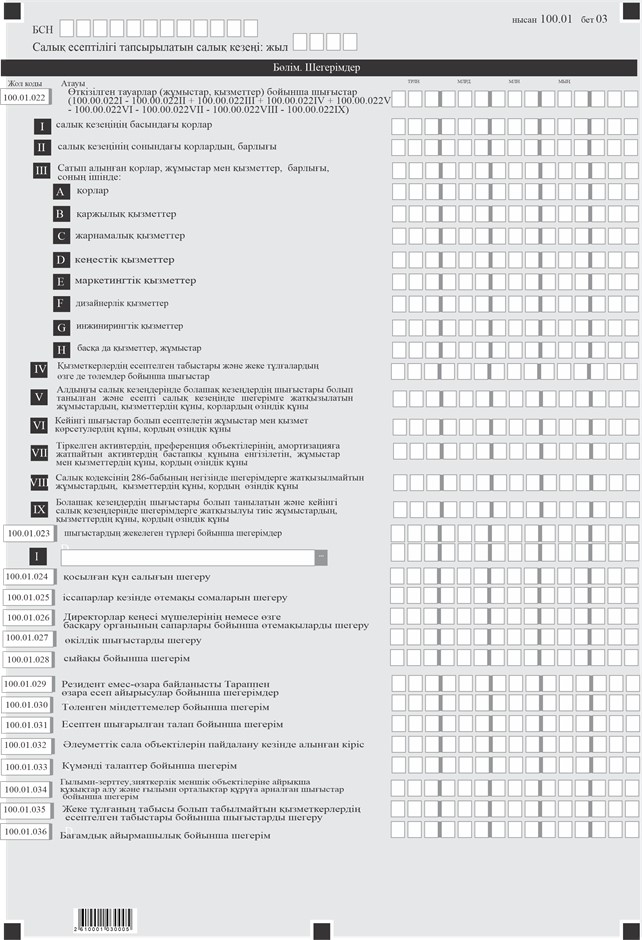 нысан 100.01 бет 03
БСН
Салық есептілігі тапсырылатын салық кезеңі: жыл
Бөлім. Шегерімдер
Жол коды Атауы трлн млрд млн мың
100.01.022 Өткізілген тауарлар (жұмыстар, қызметтер) бойынша шығыстар
(100.00.022I - 100.00.022II + 100.00.022III + 100.00.022IV + 100.00.022V
- 100.00.022VI - 100.00.022VII - 100.00.022VIII - 100.00.022IX)
I салық кезеңінің басындағы қорлар
II салық кезеңінің соңындағы қорлардың, барлығы
III Сатып алынған қорлар, жұмыстар мен қызметтер, барлығы,
соның ішінде:
A қорлар
B қаржылық қызметтер
C жарнамалық қызметтер
D кеңестік қызметтер
E маркетингтік қызметтер
F дизайнерлік қызметтер
G инжинирингтік қызметтер
H басқа да қызметтер, жұмыстар
IV Қызметкерлердің есептелген табыстары және жеке тұлғалардың
өзге де төлемдер бойынша шығыстар
V Алдыңғы салық кезеңдерінде болашақ кезеңдердің шығыстары болып
танылған және есепті салық кезеңінде шегерімге жатқызылатын
жұмыстардың, қызметтердің құны, қорлардың өзіндік құны
VI Кейінгі шығыстар болып есептелетін жұмыстар мен қызмет
көрсетулердің құны, қордың өзіндік құны
VII Тіркелген активтердің, преференция объектілерінің, амортизацияға
жатпайтын активтердің бастапқы құнына енгізілетін, жұмыстар
мен қызметтердің құны, қордың өзіндік құны
VIII Салық кодексінің 286-бабының негізінде шегерімдерге жатқызылмайтын
жұмыстардың, қызметтердің құны, қордың өзіндік құны
IX Болашақ кезеңдердің шығыстары болып танылатын және кейінгі
салық кезеңдерінде шегерімдерге жатқызылуы тиіс жұмыстардың,
қызметтердің құны, қордың өзіндік құны
100.01.023 шығыстардың жекелеген түрлері бойынша шегерімдер
I
100.01.024 қосылған құн салығын шегеру
100.01.025 іссапарлар кезінде өтемақы сомаларын шегеру
100.01.026 Директорлар кеңесі мүшелерінің немесе өзге
басқару органының сапарлары бойынша өтемақыларды шегеру
100.01.027 өкілдік шығыстарды шегеру
100.01.028 сыйақы бойынша шегерім
100.01.029 Резидент емес-өзара байланысты Тараппен
өзара есеп айырысулар бойынша шегерімдер
100.01.030 Төленген міндеттемелер бойынша шегерім
100.01.031 Есептен шығарылған талап бойынша шегерім
100.01.032 Әлеуметтік сала объектілерін пайдалану кезінде алынған кіріс
100.01.033 Күмәнді талаптер бойынша шегерім
100.01.034 Ғылыми-зерттеу,зияткерлік меншік объектілеріне айрықша
құқықтар алу және ғылыми орталықтар құруға арналған шығыстар
бойынша шегерім
100.01.035 Жеке тұлғаның табысы болып табылмайтын қызметкерлердің
есептелген табыстары бойынша шығыстарды шегеру
100.01.036 Бағамдық айырмашылық бойынша шегерім
2610001030005